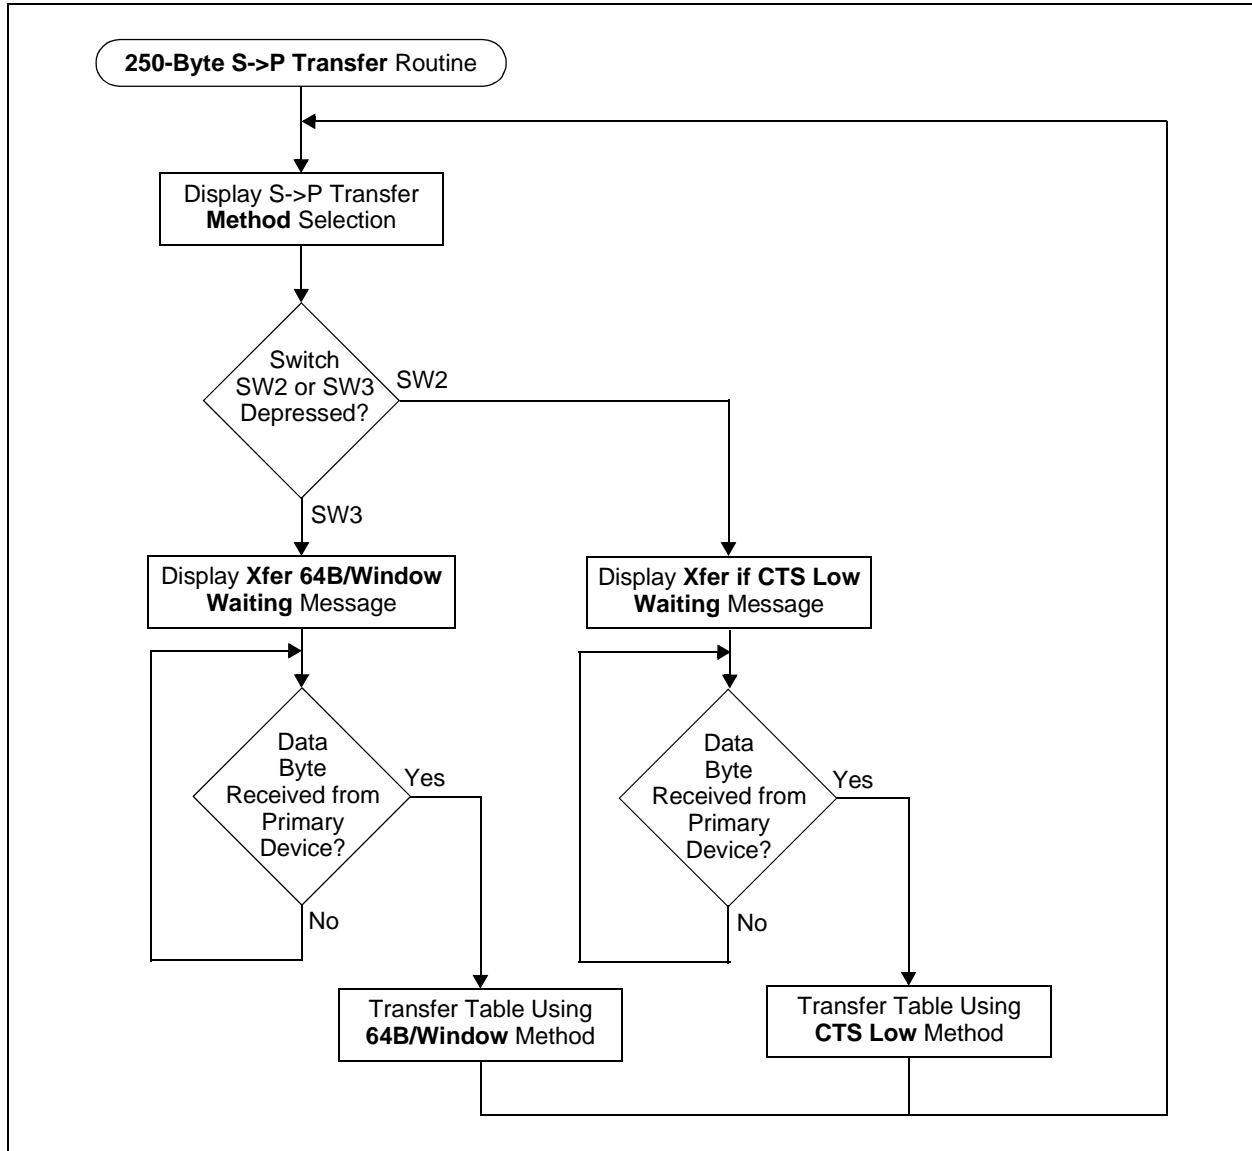 250-Byte S->P Transfer Routine
Display S->P Transfer
Method Selection
Switch
SW2 or SW3
Depressed?
SW2
SW3
Display Xfer 64B/Window
Waiting Message
Display Xfer if CTS Low
Waiting Message
Data
Byte
Received from
Primary
Device?
Yes
No
Data
Byte
Received from
Primary
Device?
Yes
No
Transfer Table Using
64B/Window Method
Transfer Table Using
CTS Low Method